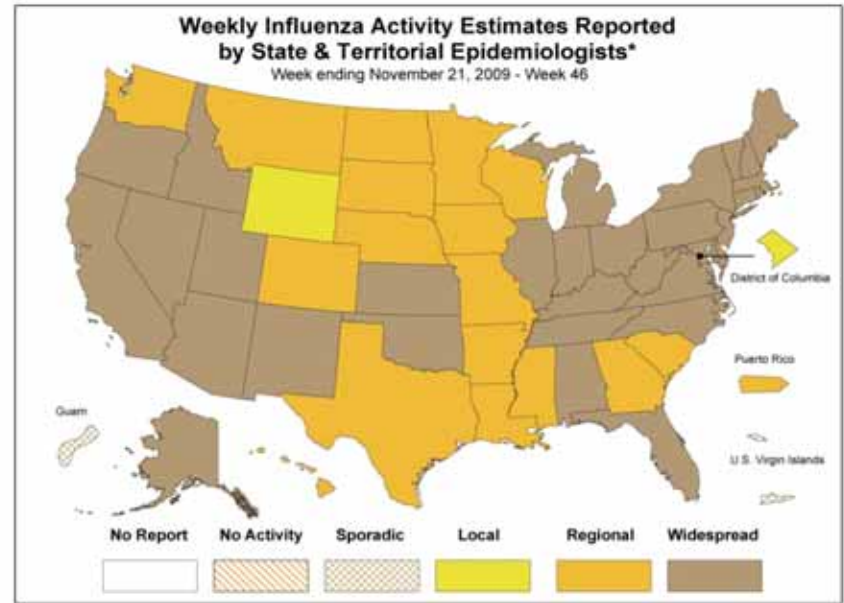 Weekly Influenza Activity Estimates Reported
by State & Territorial Epidemiologists*
Week ending November 21, 2009 - Week 46
District of Columbia
Puerto Rico
Guam
U.S. Virgin Islands
No Report No Activity Sporadic Local Regional Widespread